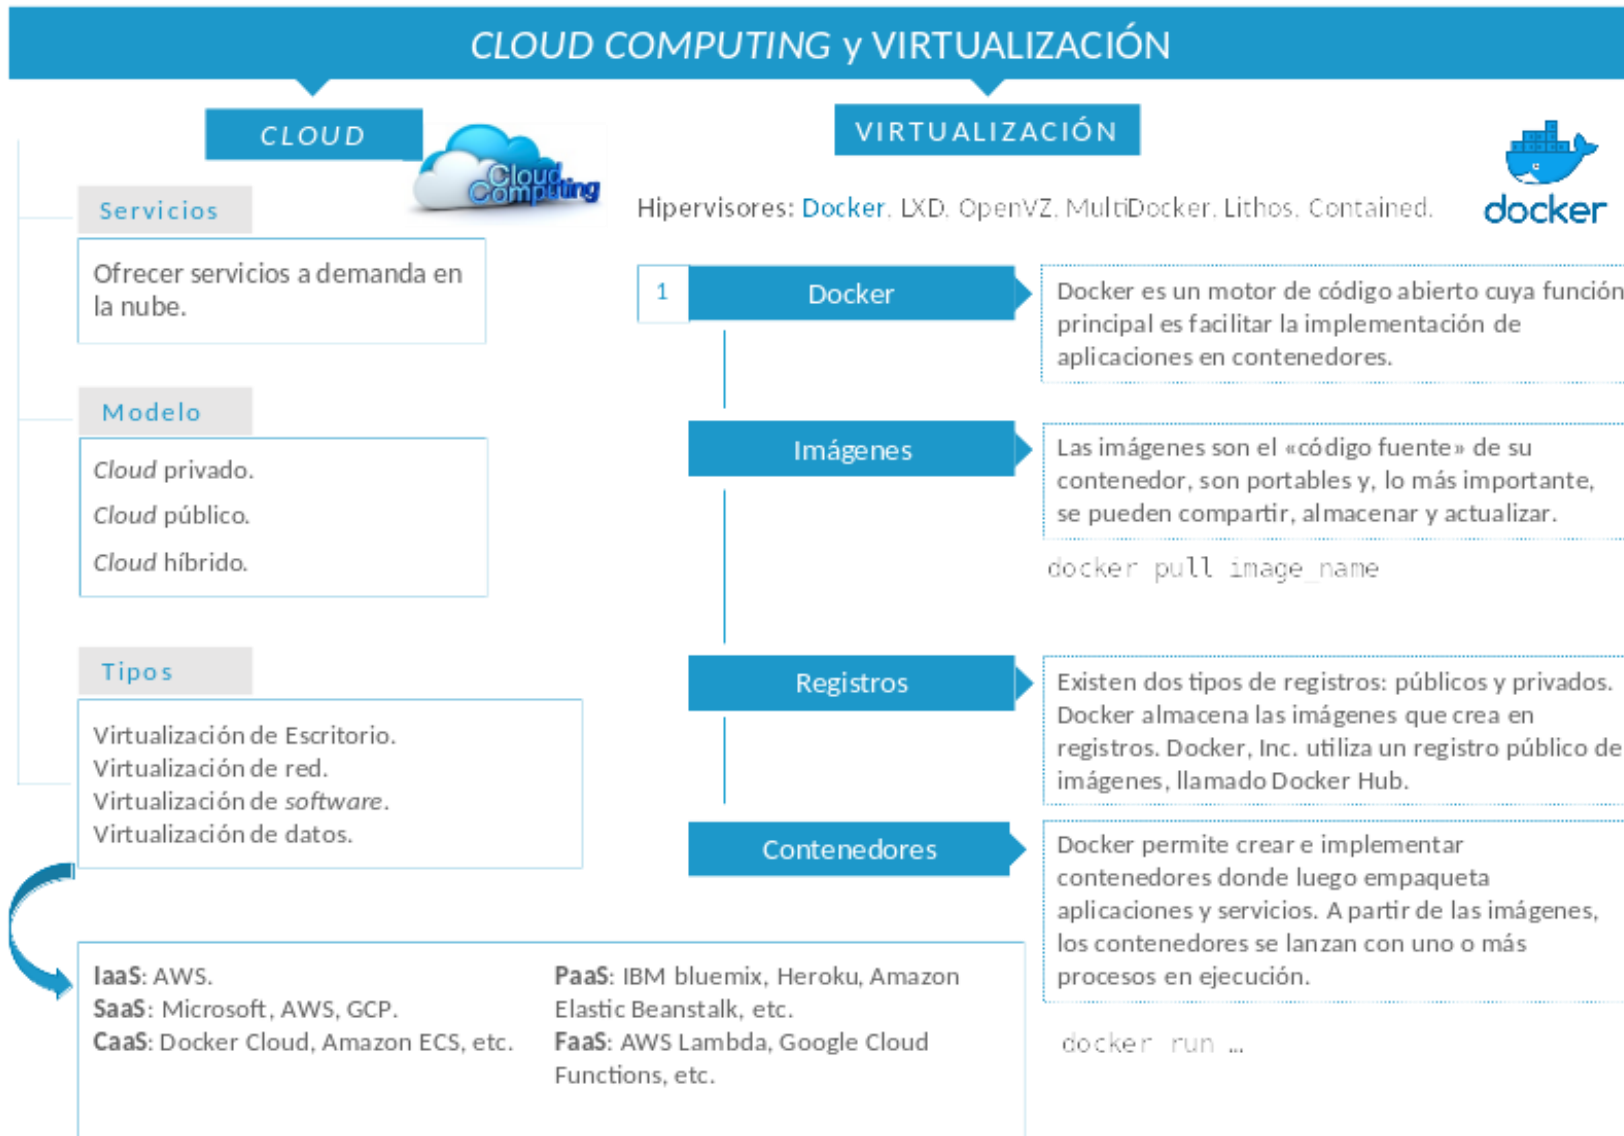 CLOUD COMPUTING y VIRTUALIZACIÓN
CLOUD
Cloud
Computing
Servicios
Ofrecer servicios a demanda en
la nube.
Modelo
Cloud privado.
Cloud público.
Cloud híbrido.
Tipos
Virtualización de Escritorio.
Virtualización de red.
Virtualización de software.
Virtualización de datos.
IaaS: AWS.
SaaS: Microsoft, AWS, GCP.
CaaS: Docker Cloud, Amazon ECS, etc.
PaaS: IBM bluemix, Heroku, Amazon
Elastic Beanstalk, etc.
FaaS: AWS Lambda, Google Cloud
Functions, etc.
VIRTUALIZACIÓN
docker
Hipervisores: Docker, LXD, OpenVZ, MultiDocker, Lithos, Contained.
1
Docker
Docker es un motor de código abierto cuya función
principal es facilitar la implementación de
aplicaciones en contenedores.
Imágenes
Las imágenes son el «código fuente» de su
contenedor, son portables y, lo más importante,
se pueden compartir, almacenar y actualizar.
docker pull image_name
Registros
Existen dos tipos de registros: públicos y privados.
Docker almacena las imágenes que crea en
registros. Docker, Inc. utiliza un registro público de
imágenes, llamado Docker Hub.
Contenedores
Docker permite crear e implementar
contenedores donde luego empaqueta
aplicaciones y servicios. A partir de las imágenes,
los contenedores se lanzan con uno o más
procesos en ejecución.
docker run …